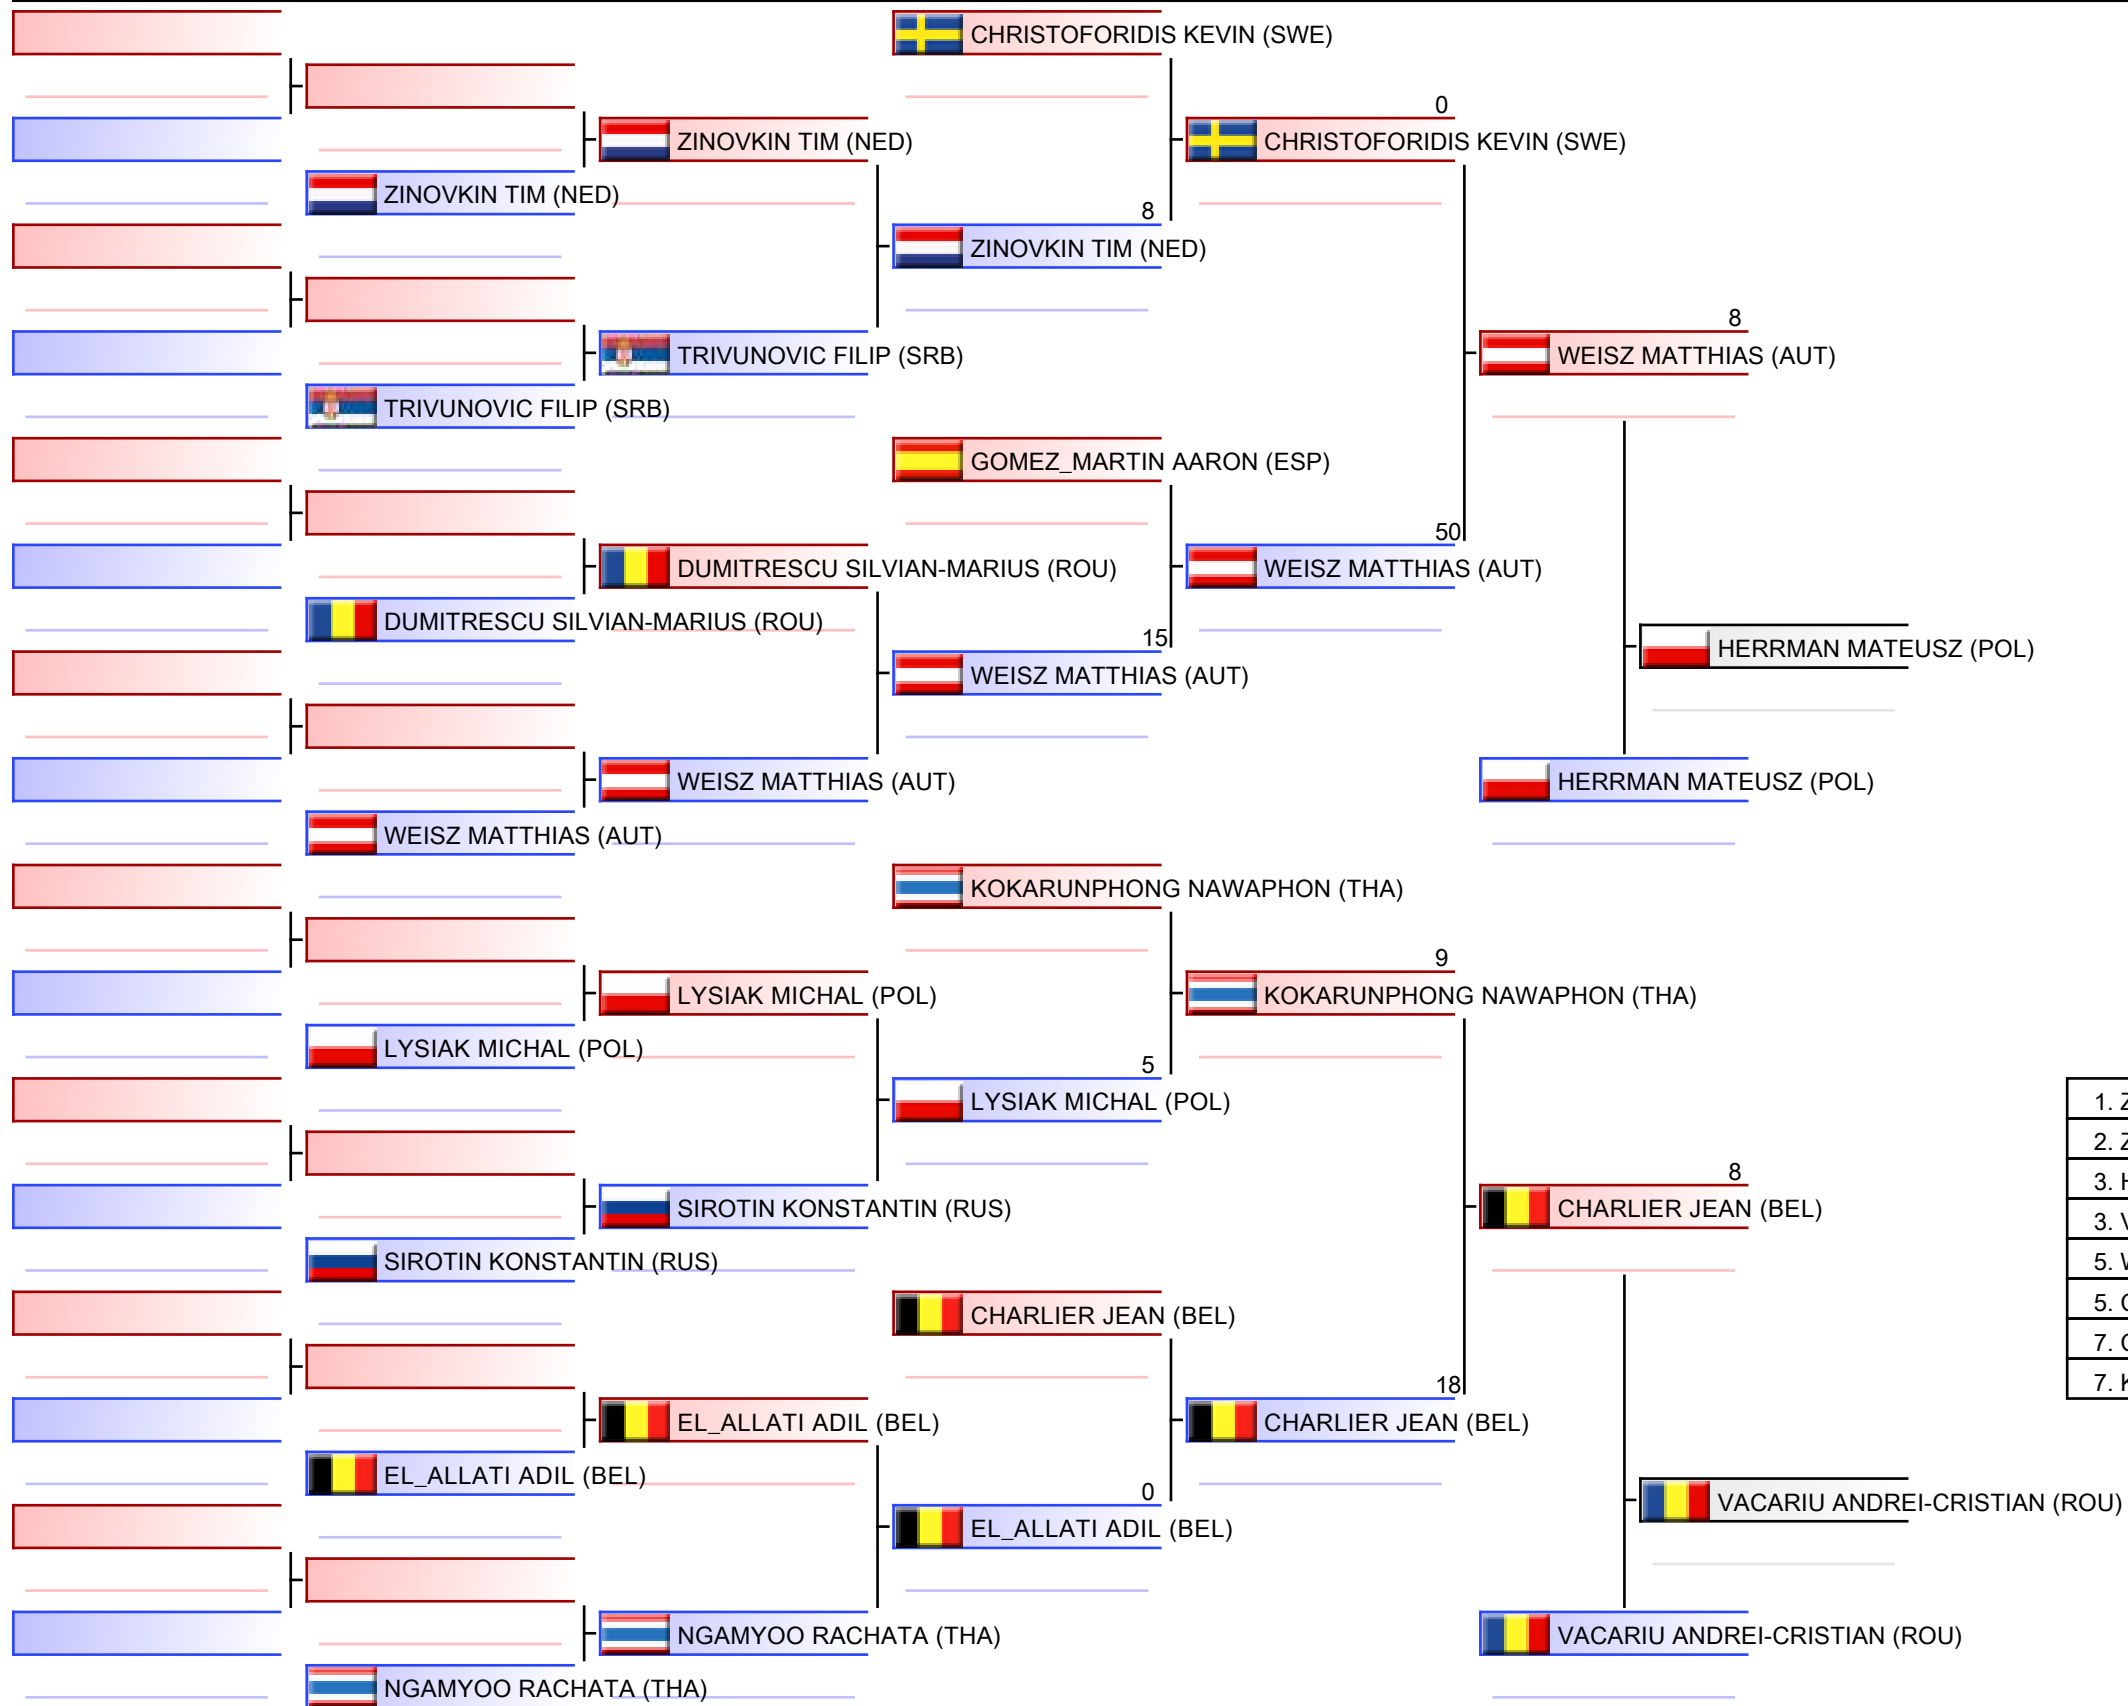 CHRISTOFORIDIS KEVIN (SWE)
0
ZINOVKIN TIM (NED)
CHRISTOFORIDIS KEVIN (SWE)
ZINOVKIN TIM (NED)
8
ZINOVKIN TIM (NED)
8
TRIVUNOVIC FILIP (SRB)
WEISZ MATTHIAS (AUT)
TRIVUNOVIC FILIP (SRB)
GOMEZ_MARTIN AARON (ESP)
50
DUMITRESCU SILVIAN-MARIUS (ROU)
WEISZ MATTHIAS (AUT)
DUMITRESCU SILVIAN-MARIUS (ROU)
15
HERRMAN MATEUSZ (POL)
WEISZ MATTHIAS (AUT)
WEISZ MATTHIAS (AUT)
HERRMAN MATEUSZ (POL)
WEISZ MATTHIAS (AUT)
KOKARUNPHONG NAWAPHON (THA)
9
LYSIAK MICHAL (POL)
KOKARUNPHONG NAWAPHON (THA)
LYSIAK MICHAL (POL)
5
LYSIAK MICHAL (POL)
1. Z
2. Z
8
3. H
SIROTIN KONSTANTIN (RUS)
CHARLIER JEAN (BEL)
3. V
SIROTIN KONSTANTIN (RUS)
5. W
5. C
CHARLIER JEAN (BEL)
7. C
18
7. K
EL_ALLATI ADIL (BEL)
CHARLIER JEAN (BEL)
EL_ALLATI ADIL (BEL)
0
VACARIU ANDREI-CRISTIAN (ROU)
EL_ALLATI ADIL (BEL)
NGAMYOO RACHATA (THA)
VACARIU ANDREI-CRISTIAN (ROU)
NGAMYOO RACHATA (THA)